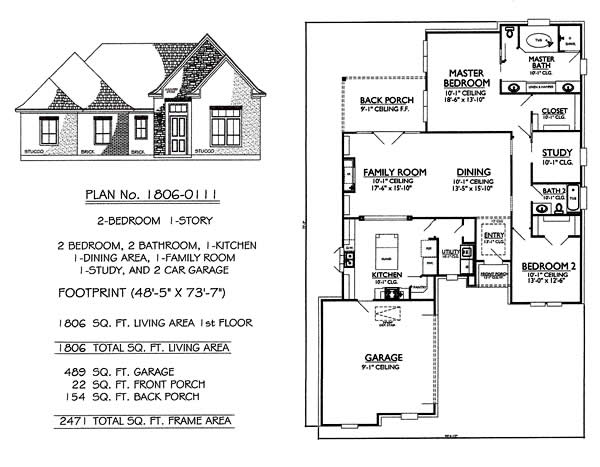 STUCCO BRICK BRICK STUCCO
PLAN No. 1806-0111
2-BEDROOM 1-STORY
2 BEDROOM, 2 BATHROOM, 1-KITCHEN
1-DINING AREA, 1-FAMILY ROOM
1-STUDY, AND 2 CAR GARAGE
FOOTPRINT (48'-5" X 73'-7")
1806 SQ. FT. LIVING AREA 1st FLOOR
1806 TOTAL SQ. FT. LIVING AREA
489 SQ. FT. GARAGE
22 SQ. FT. FRONT PORCH
154 SQ. FT. BACK PORCH
2471 TOTAL SQ. FT. FRAME AREA
MASTER
BATH
10'-1" CLG.
MASTER
BEDROOM
10'-1" CEILING
18'-6" x 13'-10"
BACK PORCH
9'-1" CEILING F.F.
CLOSET
10'-1" CLG.
STUDY
10'-1" CLG.
FAMILY ROOM
10'-1" CEILING
17'-6" x 15'-10"
DINING
10'-1" CEILING
13'-5" x 15'-10"
BATH 2
10'-1" CLG.
ENTRY
13'-1" CLG.
UTILITY
10'-1" CLG.
KITCHEN
10'-1" CLG.
PANTRY
FRONT PORCH
BEDROOM 2
10'-1" CEILING
13'-0" x 12'-6"
GARAGE
9'-1" CEILING